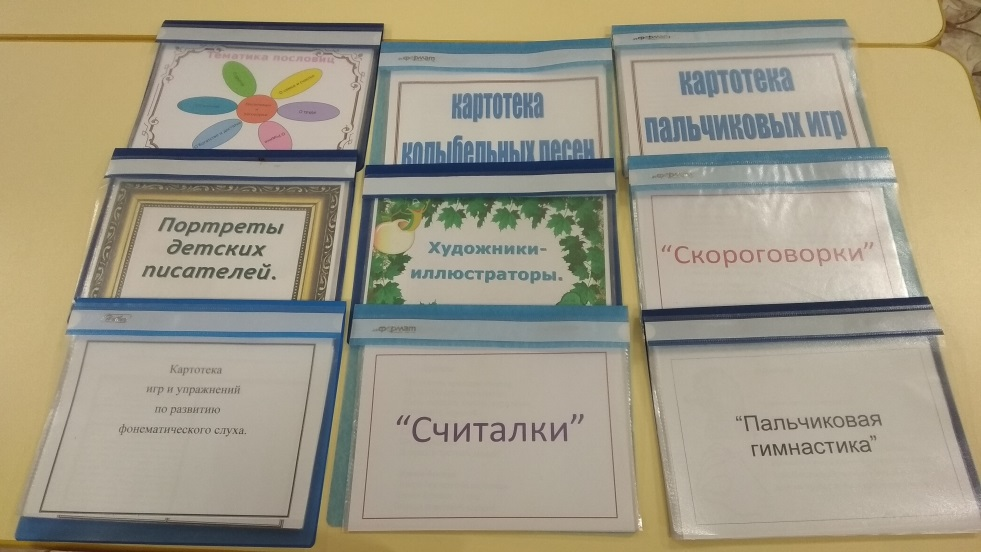 Тематика пословиц
картотека
колыбельных песен
картотека
пальчиковых игр
Портреты
детских
писателей.
Художники-
иллюстраторы.
“Скороговорки”
Картотека
игр и упражнений
по развитию
фонематического слуха.
“Считалки”
“Пальчиковая
гимнастика”